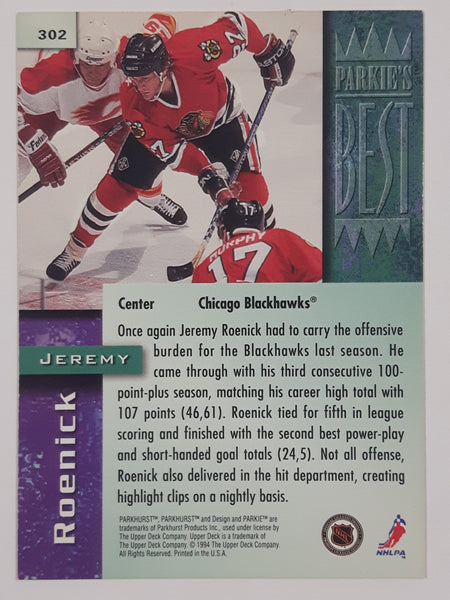 302
27
PARKIE'S
BEST
MURPHY
17
Center Chicago Blackhawks®
JEREMY
Roenick
Once again Jeremy Roenick had to carry the offensive
burden for the Blackhawks last season. He
came through with his third consecutive 100-
point-plus season, matching his career high total with
107 points (46,61). Roenick tied for fifth in league
scoring and finished with the second best power-play
and short-handed goal totals (24,5). Not all offense,
Roenick also delivered in the hit department, creating
highlight clips on a nightly basis.
PARKHURST™, PARKHURST™ and Design and PARKIE™ are
trademarks of Parkhurst Products Inc., used under license by
The Upper Deck Company. Upper Deck is a trademark of
The Upper Deck Company. © 1994 The Upper Deck Company.
All Rights Reserved. Printed in the U.S.A.
NHL
NHLPA